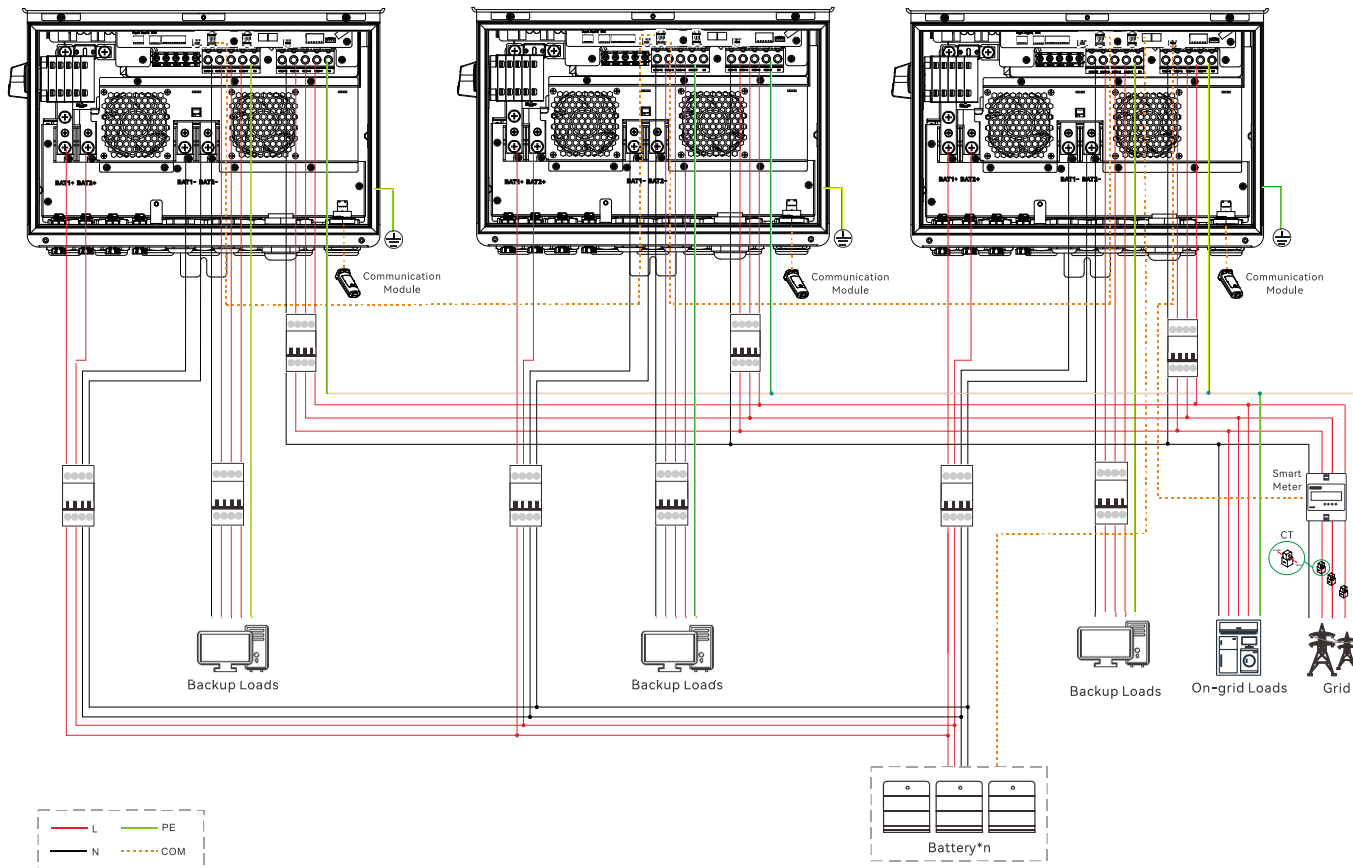 BAT1+ BAT2+
BAT1- BAT2-
BAT1+ BAT2+
BAT1- BAT2-
BAT1+ BAT2+
BAT1- BAT2-
Communication
Module
Communication
Module
Communication
Module
Smart
Meter
CT
Backup Loads
Backup Loads
Backup Loads
On-grid Loads
Grid
Battery*n
L
PE
N
COM